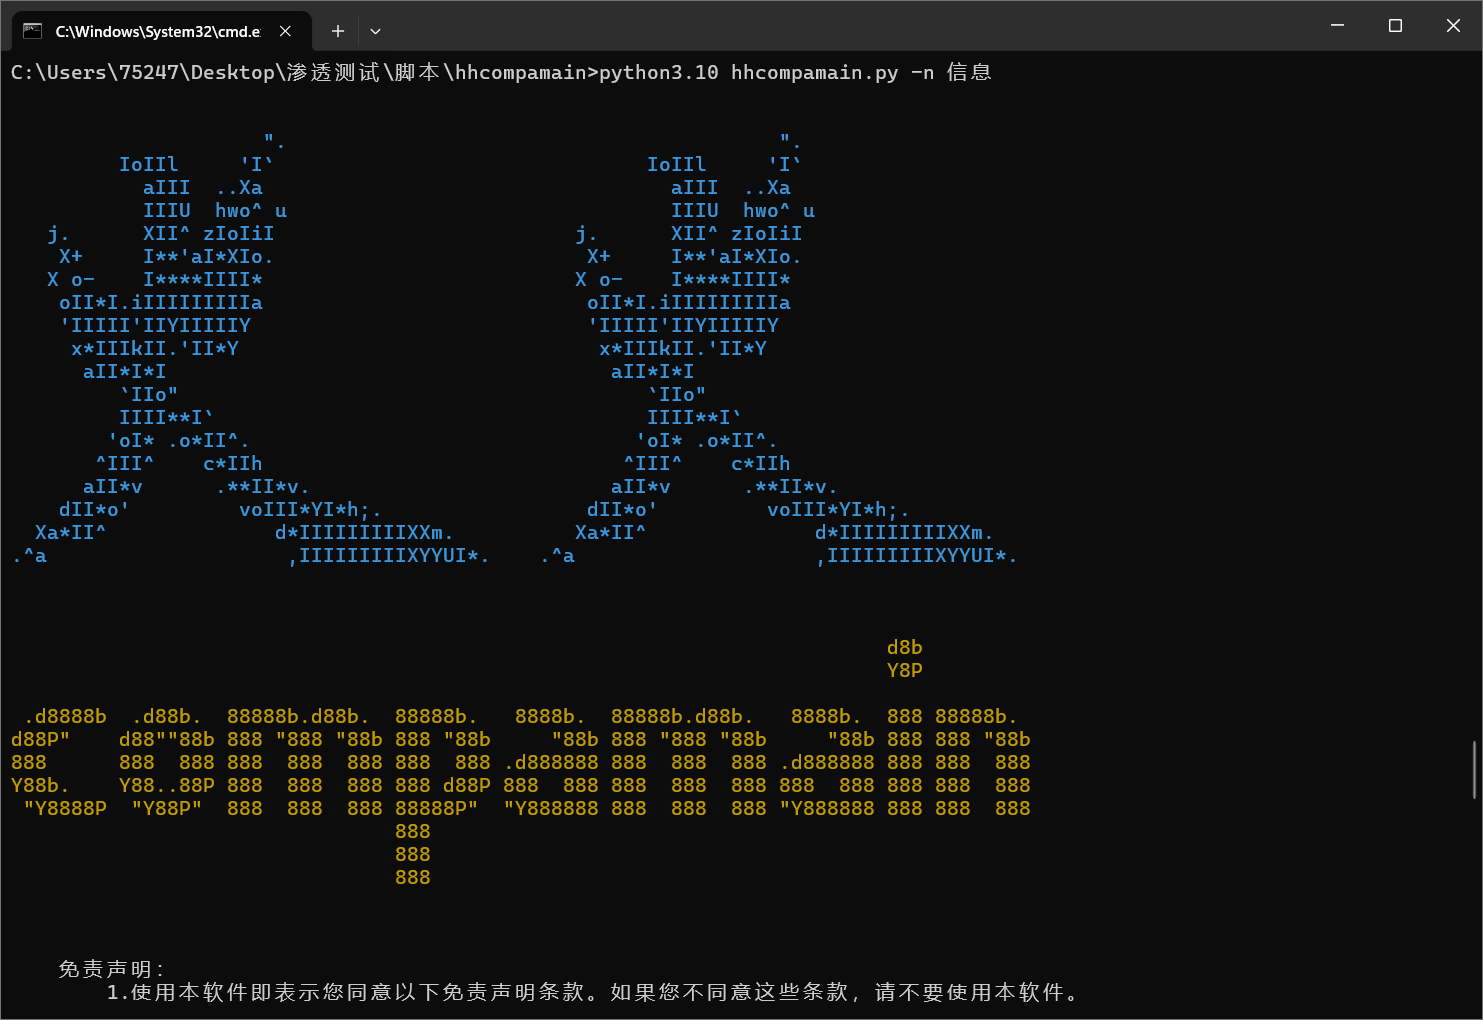 C:\Windows\System32\cmd.e
C:\Users\75247\Desktop\渗透测试\脚本\hhcompamain>python3.10 hhcompamain.py -n 信息
                     ".                                         ".
         IoIIl     'I`                               IoIIl     'I`
           aIII  ..Xa                                  aIII  ..Xa
           IIIU  hwo^ u                                IIIU  hwo^ u
   j.      XII^ zIoIiI                         j.      XII^ zIoIiI
    X+     I**'aI*XIo.                          X+     I**'aI*XIo.
   X o-    I****IIII*                          X o-    I****IIII*
    oII*I.iIIIIIIIIIa                           oII*I.iIIIIIIIIIa
    'IIIII'IIYIIIIIY                            'IIIII'IIYIIIIIY
     x*IIIkII.'II*Y                              x*IIIkII.'II*Y
      aII*I*I                                     aII*I*I
         `IIo"                                       `IIo"
         IIII**I`                                    IIII**I`
        'oI* .o*II^.                                'oI* .o*II^.
       ^III^    c*IIh                              ^III^    c*IIh
      aII*v      .**II*v.                         aII*v      .**II*v.
    dII*o'         voIII*YI*h;.                 dII*o'         voIII*YI*h;.
  Xa*II^              d*IIIIIIIIIXXm.          Xa*II^              d*IIIIIIIIIXXm.
.^a                    ,IIIIIIIIIXYYUI*.    .^a                    ,IIIIIIIIIXYYUI*.
                                                                         d8b
                                                                         Y8P
 .d8888b  .d88b.  88888b.d88b.  88888b.   8888b.  88888b.d88b.   8888b.  888 88888b.
d88P"    d88""88b 888 "888 "88b 888 "88b     "88b 888 "888 "88b     "88b 888 888 "88b
888      888  888 888  888  888 888  888 .d888888 888  888  888 .d888888 888 888  888
Y88b.    Y88..88P 888  888  888 888 d88P 888  888 888  888  888 888  888 888 888  888
 "Y8888P  "Y88P"  888  888  888 88888P"  "Y888888 888  888  888 "Y888888 888 888  888
                                888
                                888
                                888
免责声明：
1.使用本软件即表示您同意以下免责声明条款。如果您不同意这些条款，请不要使用本软件。